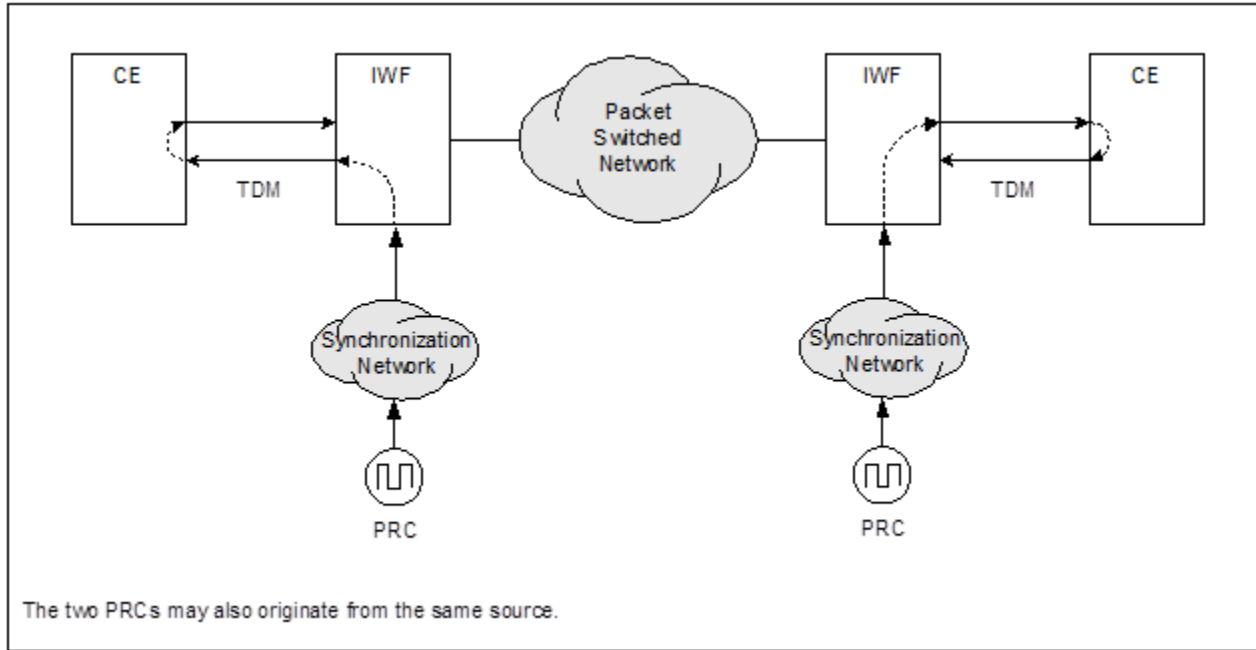 CE
IWF
Packet
Switched
Network
IWF
CE
TDM
TDM
Synchronization
Network
Synchronization
Network
PRC
PRC
The two PRCs may also originate from the same source.